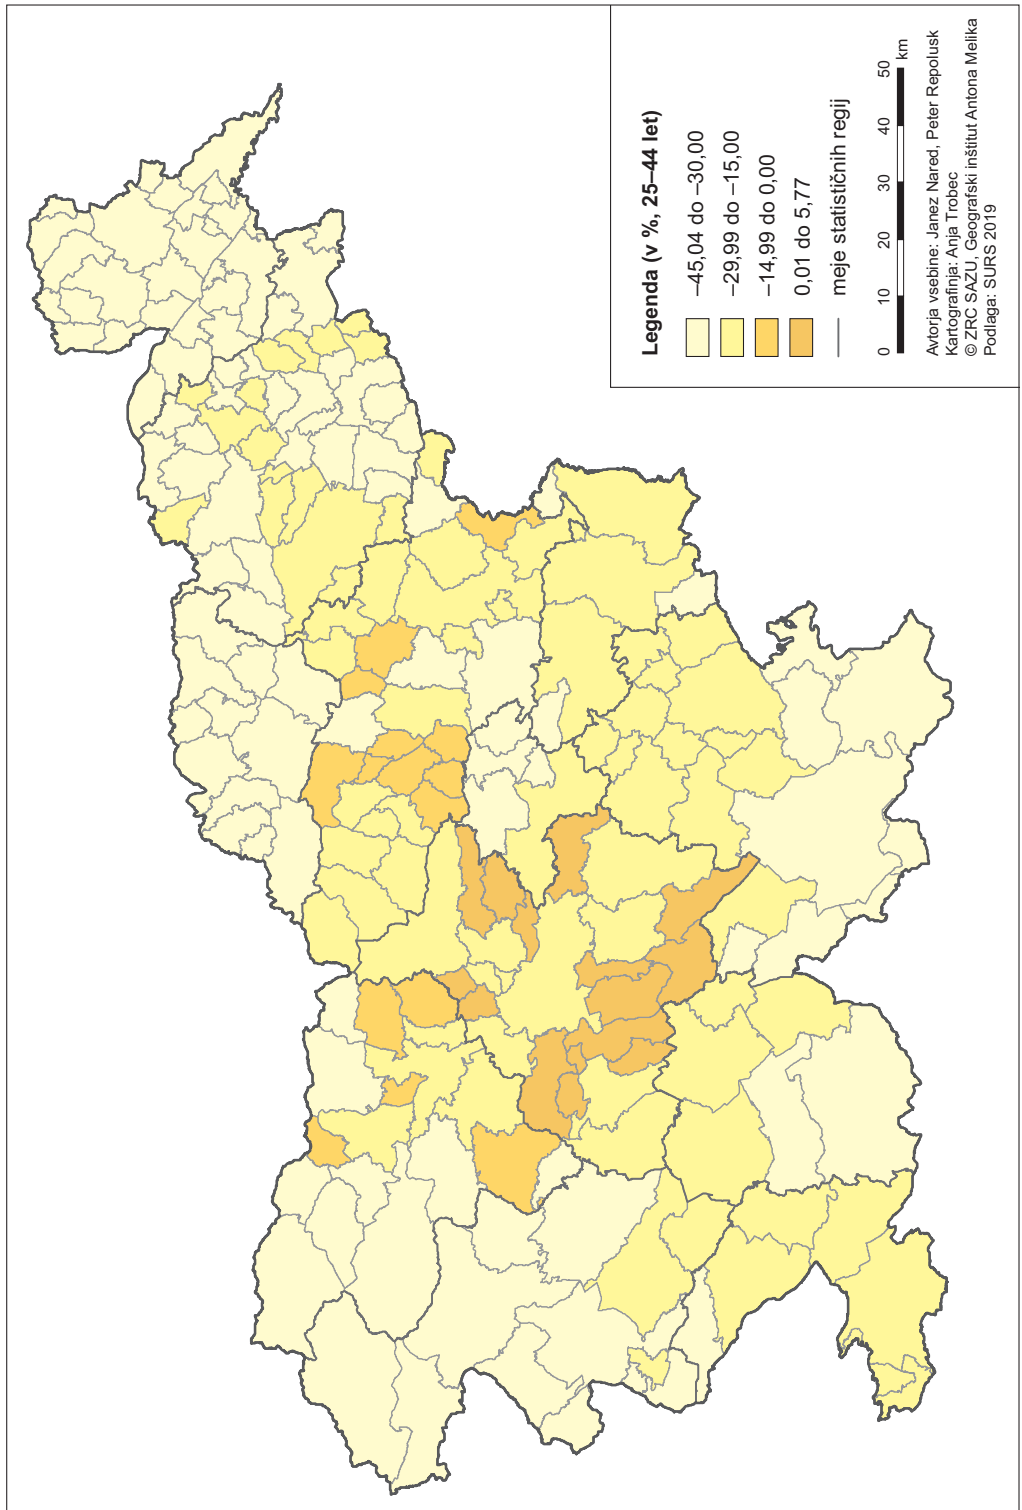 Legenda (v %, 25–44 let)
–45,04 do –30,00
–29,99 do –15,00
–14,99 do 0,00
0,01 do 5,77
meje statističnih regij
0 10 20 30 40 50
km
Avtorja vsebine: Janez Nared, Peter Repolusk
Kartografinja: Anja Trobec
© ZRC SAZU, Geografski inštitut Antona Melika
Podlaga: SURS 2019